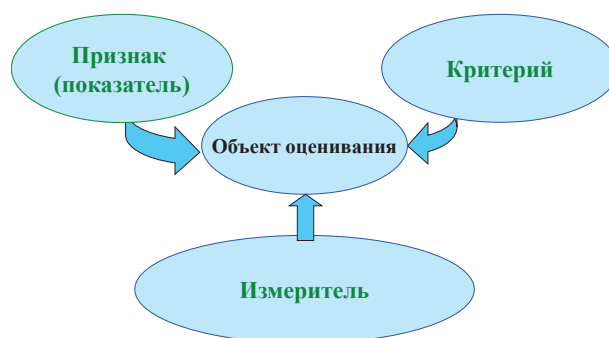 Признак
(показатель)
Критерий
Объект оценивания
Измеритель